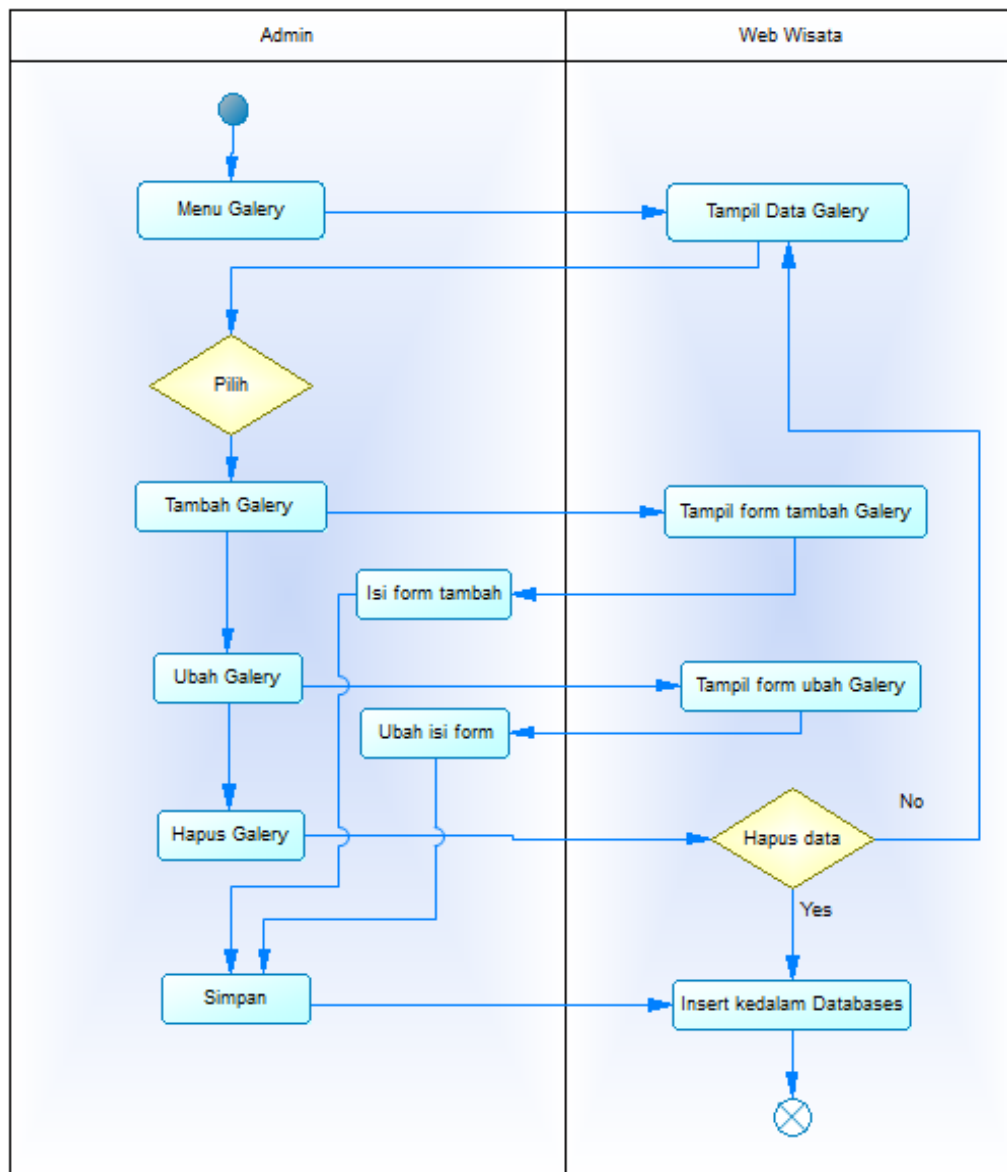 Admin
Web Wisata
Menu Galery
Tampil Data Galery
Pilih
Tambah Galery
Tampil form tambah Galery
Isi form tambah
Ubah Galery
Tampil form ubah Galery
Ubah isi form
No
Hapus Galery
Hapus data
Yes
Simpan
Insert kedalam Databases